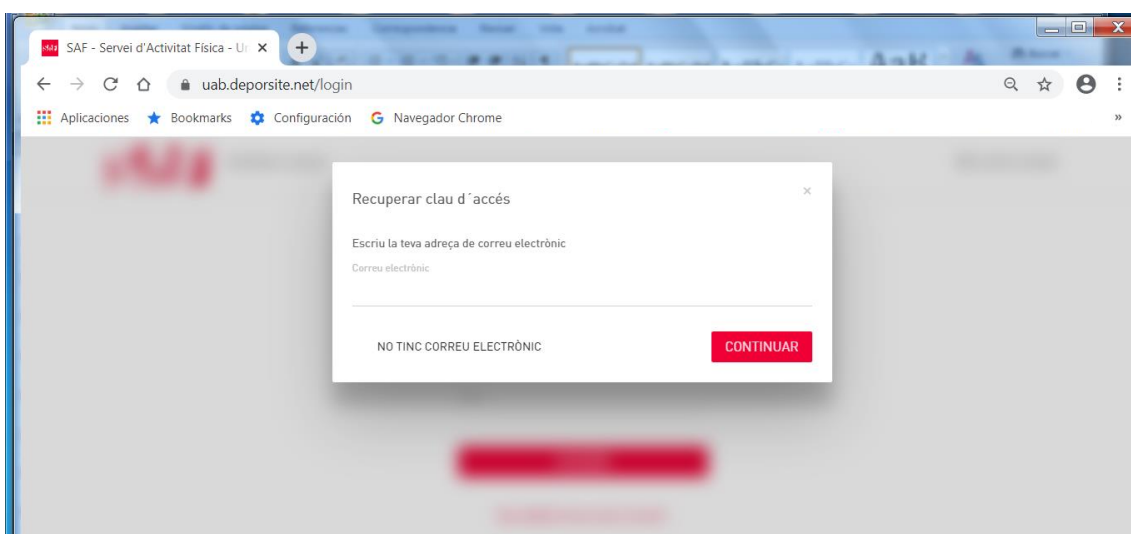 SAF - Servei d'Activitat Física - Un
uab.deporsite.net/login
Aplicaciones Bookmarks Configuración Navegador Chrome
Recuperar clau d´accés
Escriu la teva adreça de correu electrònic
Correu electrònic
NO TINC CORREU ELECTRÒNIC CONTINUAR